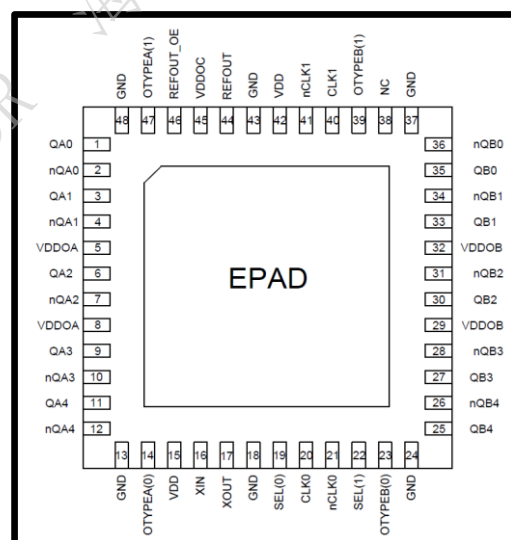 GND OTYPEA(1) REFOUT_OE VDDOC REFOUT GND VDD nCLK1 CLK1 OTYPEB(1) NC GND
48 47 46 45 44 43 42 41 40 39 38 37
QA0 1 36 nQB0
nQA0 2 35 QB0
QA1 3 34 nQB1
nQA1 4 33 QB1
VDDOA 5 32 VDDOB
QA2 6 31 nQB2
EPAD
nQA2 7 30 QB2
VDDOA 8 29 VDDOB
QA3 9 28 nQB3
nQA3 10 27 QB3
QA4 11 26 nQB4
nQA4 12 25 QB4
13 14 15 16 17 18 19 20 21 22 23 24
GND OTYPEA(0) VDD XIN XOUT GND SEL(0) CLK0 nCLK0 SEL(1) OTYPEB(0) GND